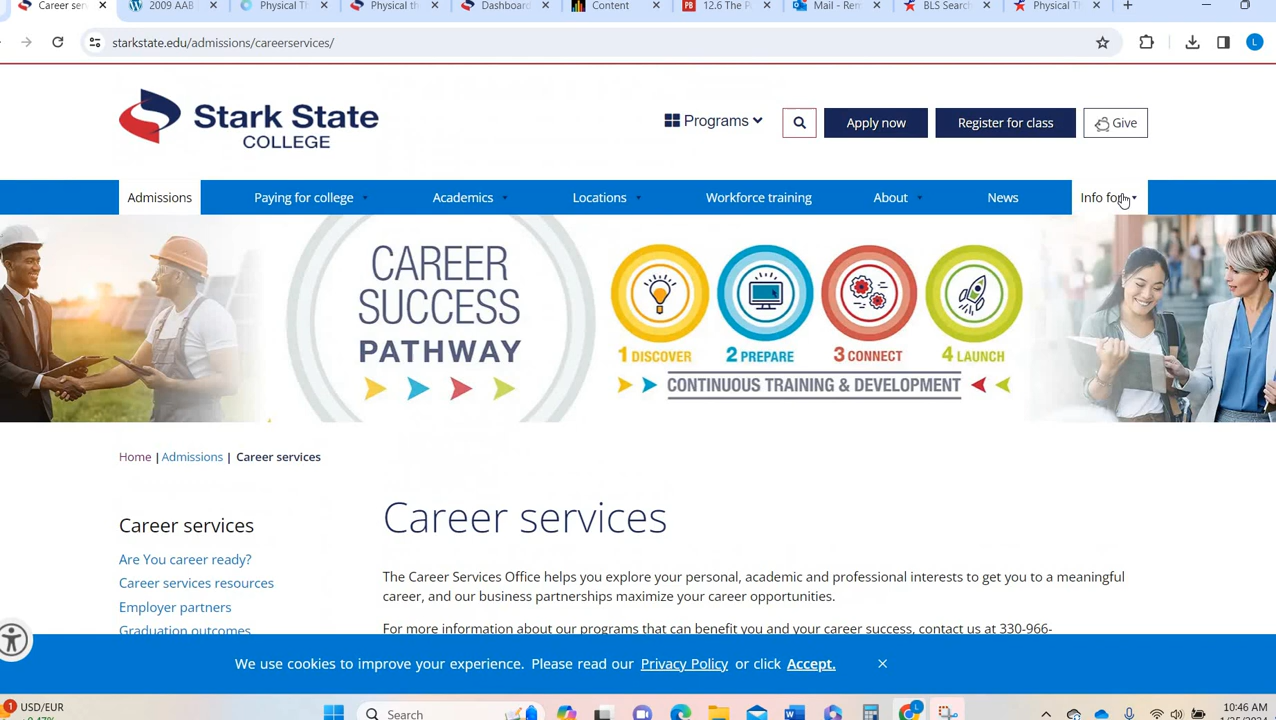 Career ser
2009 AAB
Physical Th
Physical th
Dashboard
Content
12.6 The P
Mail - Rem
BLS Search
Physical Th
starkstate.edu/admissions/careerservices/
L
Stark State
COLLEGE
Programs
Apply now
Register for class
Give
Admissions
Paying for college
Academics
Locations
Workforce training
About
News
Info for
CAREER
SUCCESS
PATHWAY
1 DISCOVER
2 PREPARE
3 CONNECT
4 LAUNCH
CONTINUOUS TRAINING & DEVELOPMENT
Home | Admissions | Career services
Career services
Are You career ready?
Career services resources
Employer partners
Graduation outcomes
Career services
The Career Services Office helps you explore your personal, academic and professional interests to get you to a meaningful
career, and our business partnerships maximize your career opportunities.
For more information about our programs that can benefit you and your career success, contact us at 330-966-
We use cookies to improve your experience. Please read our Privacy Policy or click Accept.
1
USD/EUR
Search
L
10:46 AM